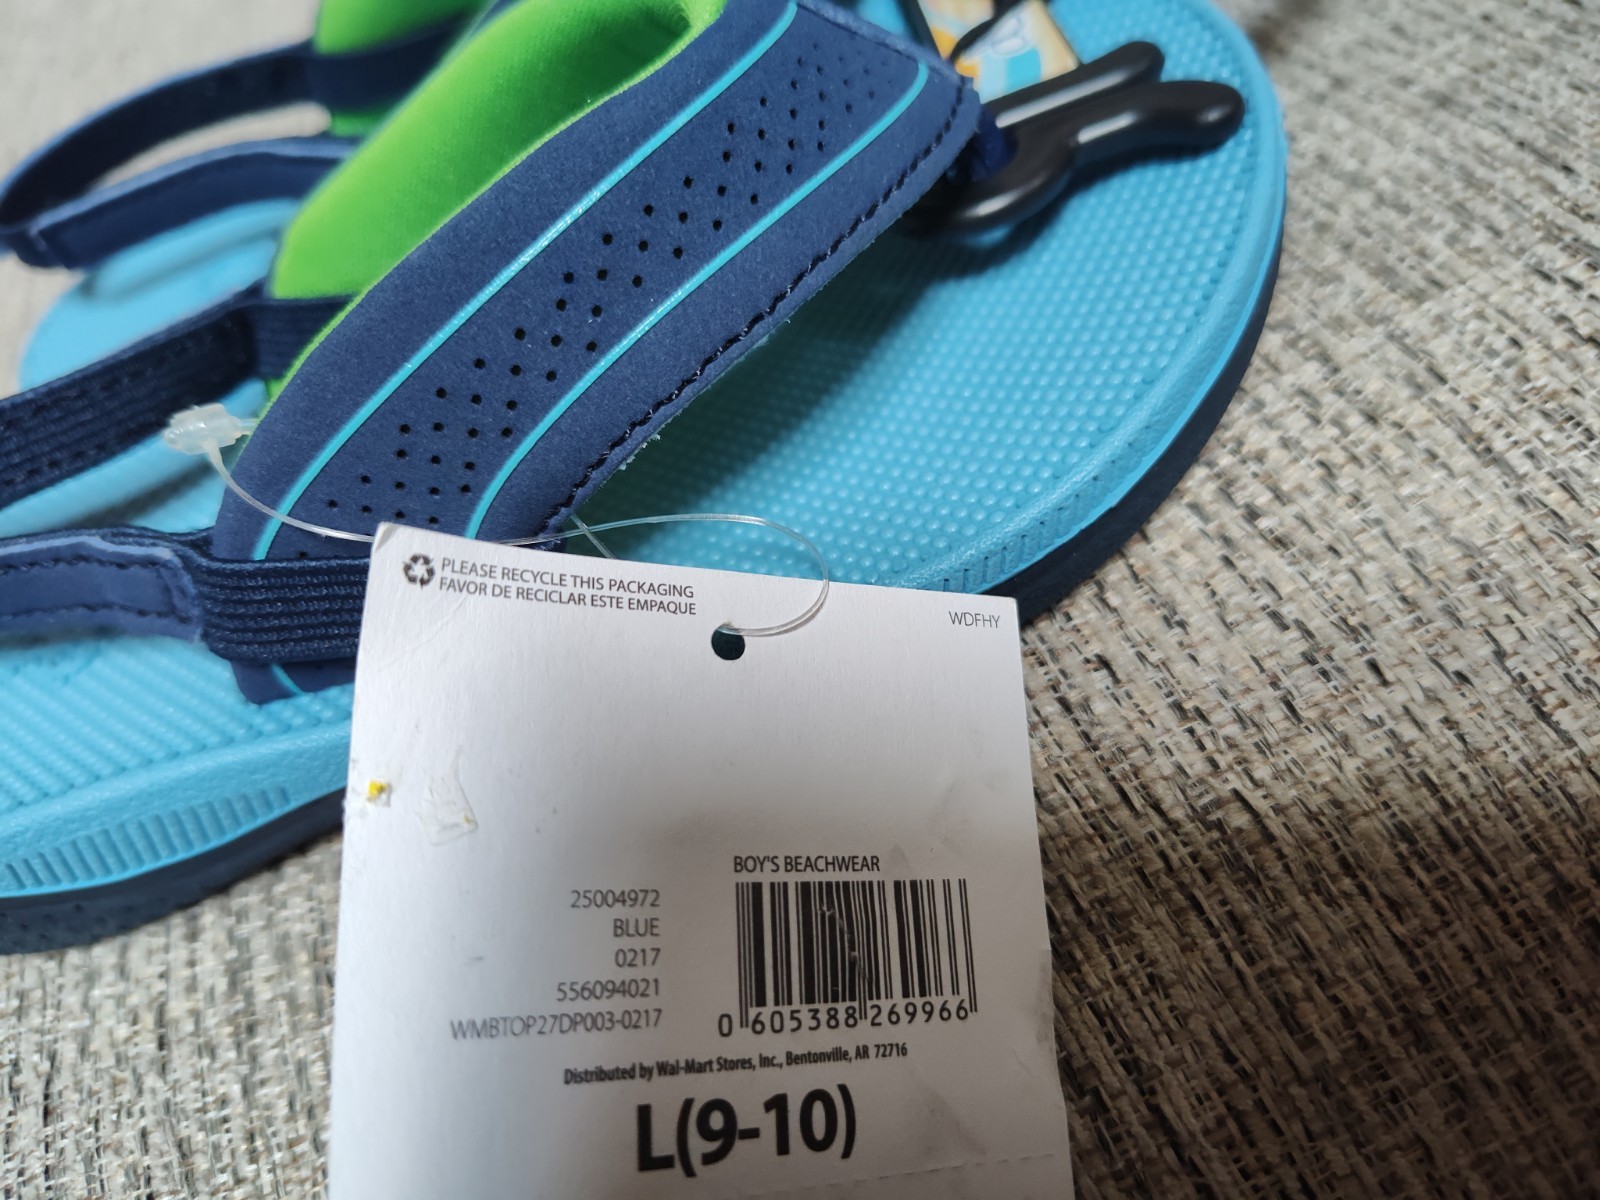 PLEASE RECYCLE THIS PACKAGING
FAVOR DE RECICLAR ESTE EMPAQUE
WDFHY
BOY'S BEACHWEAR
25004972
BLUE
0217
556094021
WMBTOP27DP003-0217
0 605388 269966
Distributed by Wal-Mart Stores, Inc., Bentonville, AR 72716
L(9-10)